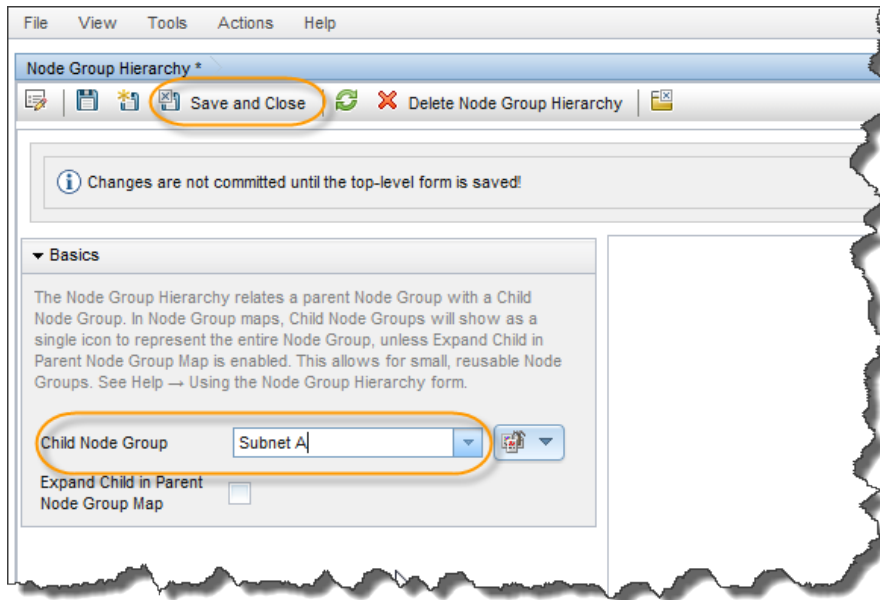 File View Tools Actions Help
Node Group Hierarchy *
Save and Close Delete Node Group Hierarchy
Changes are not committed until the top-level form is saved!
Basics
The Node Group Hierarchy relates a parent Node Group with a Child
Node Group. In Node Group maps, Child Node Groups will show as a
single icon to represent the entire Node Group, unless Expand Child in
Parent Node Group Map is enabled. This allows for small, reusable Node
Groups. See Help → Using the Node Group Hierarchy form.
Child Node Group Subnet A
Expand Child in Parent
Node Group Map